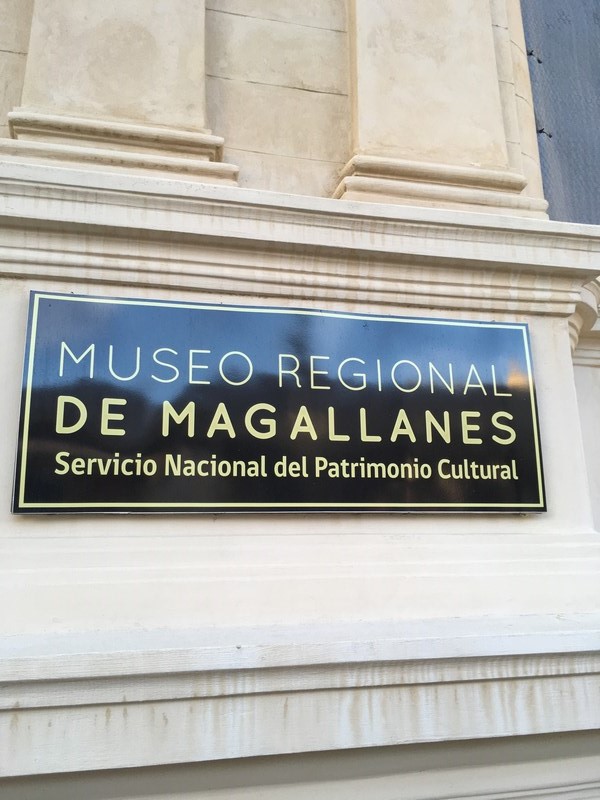 MUSEO REGIONAL
DE MAGALLANES
Servicio Nacional del Patrimonio Cultural